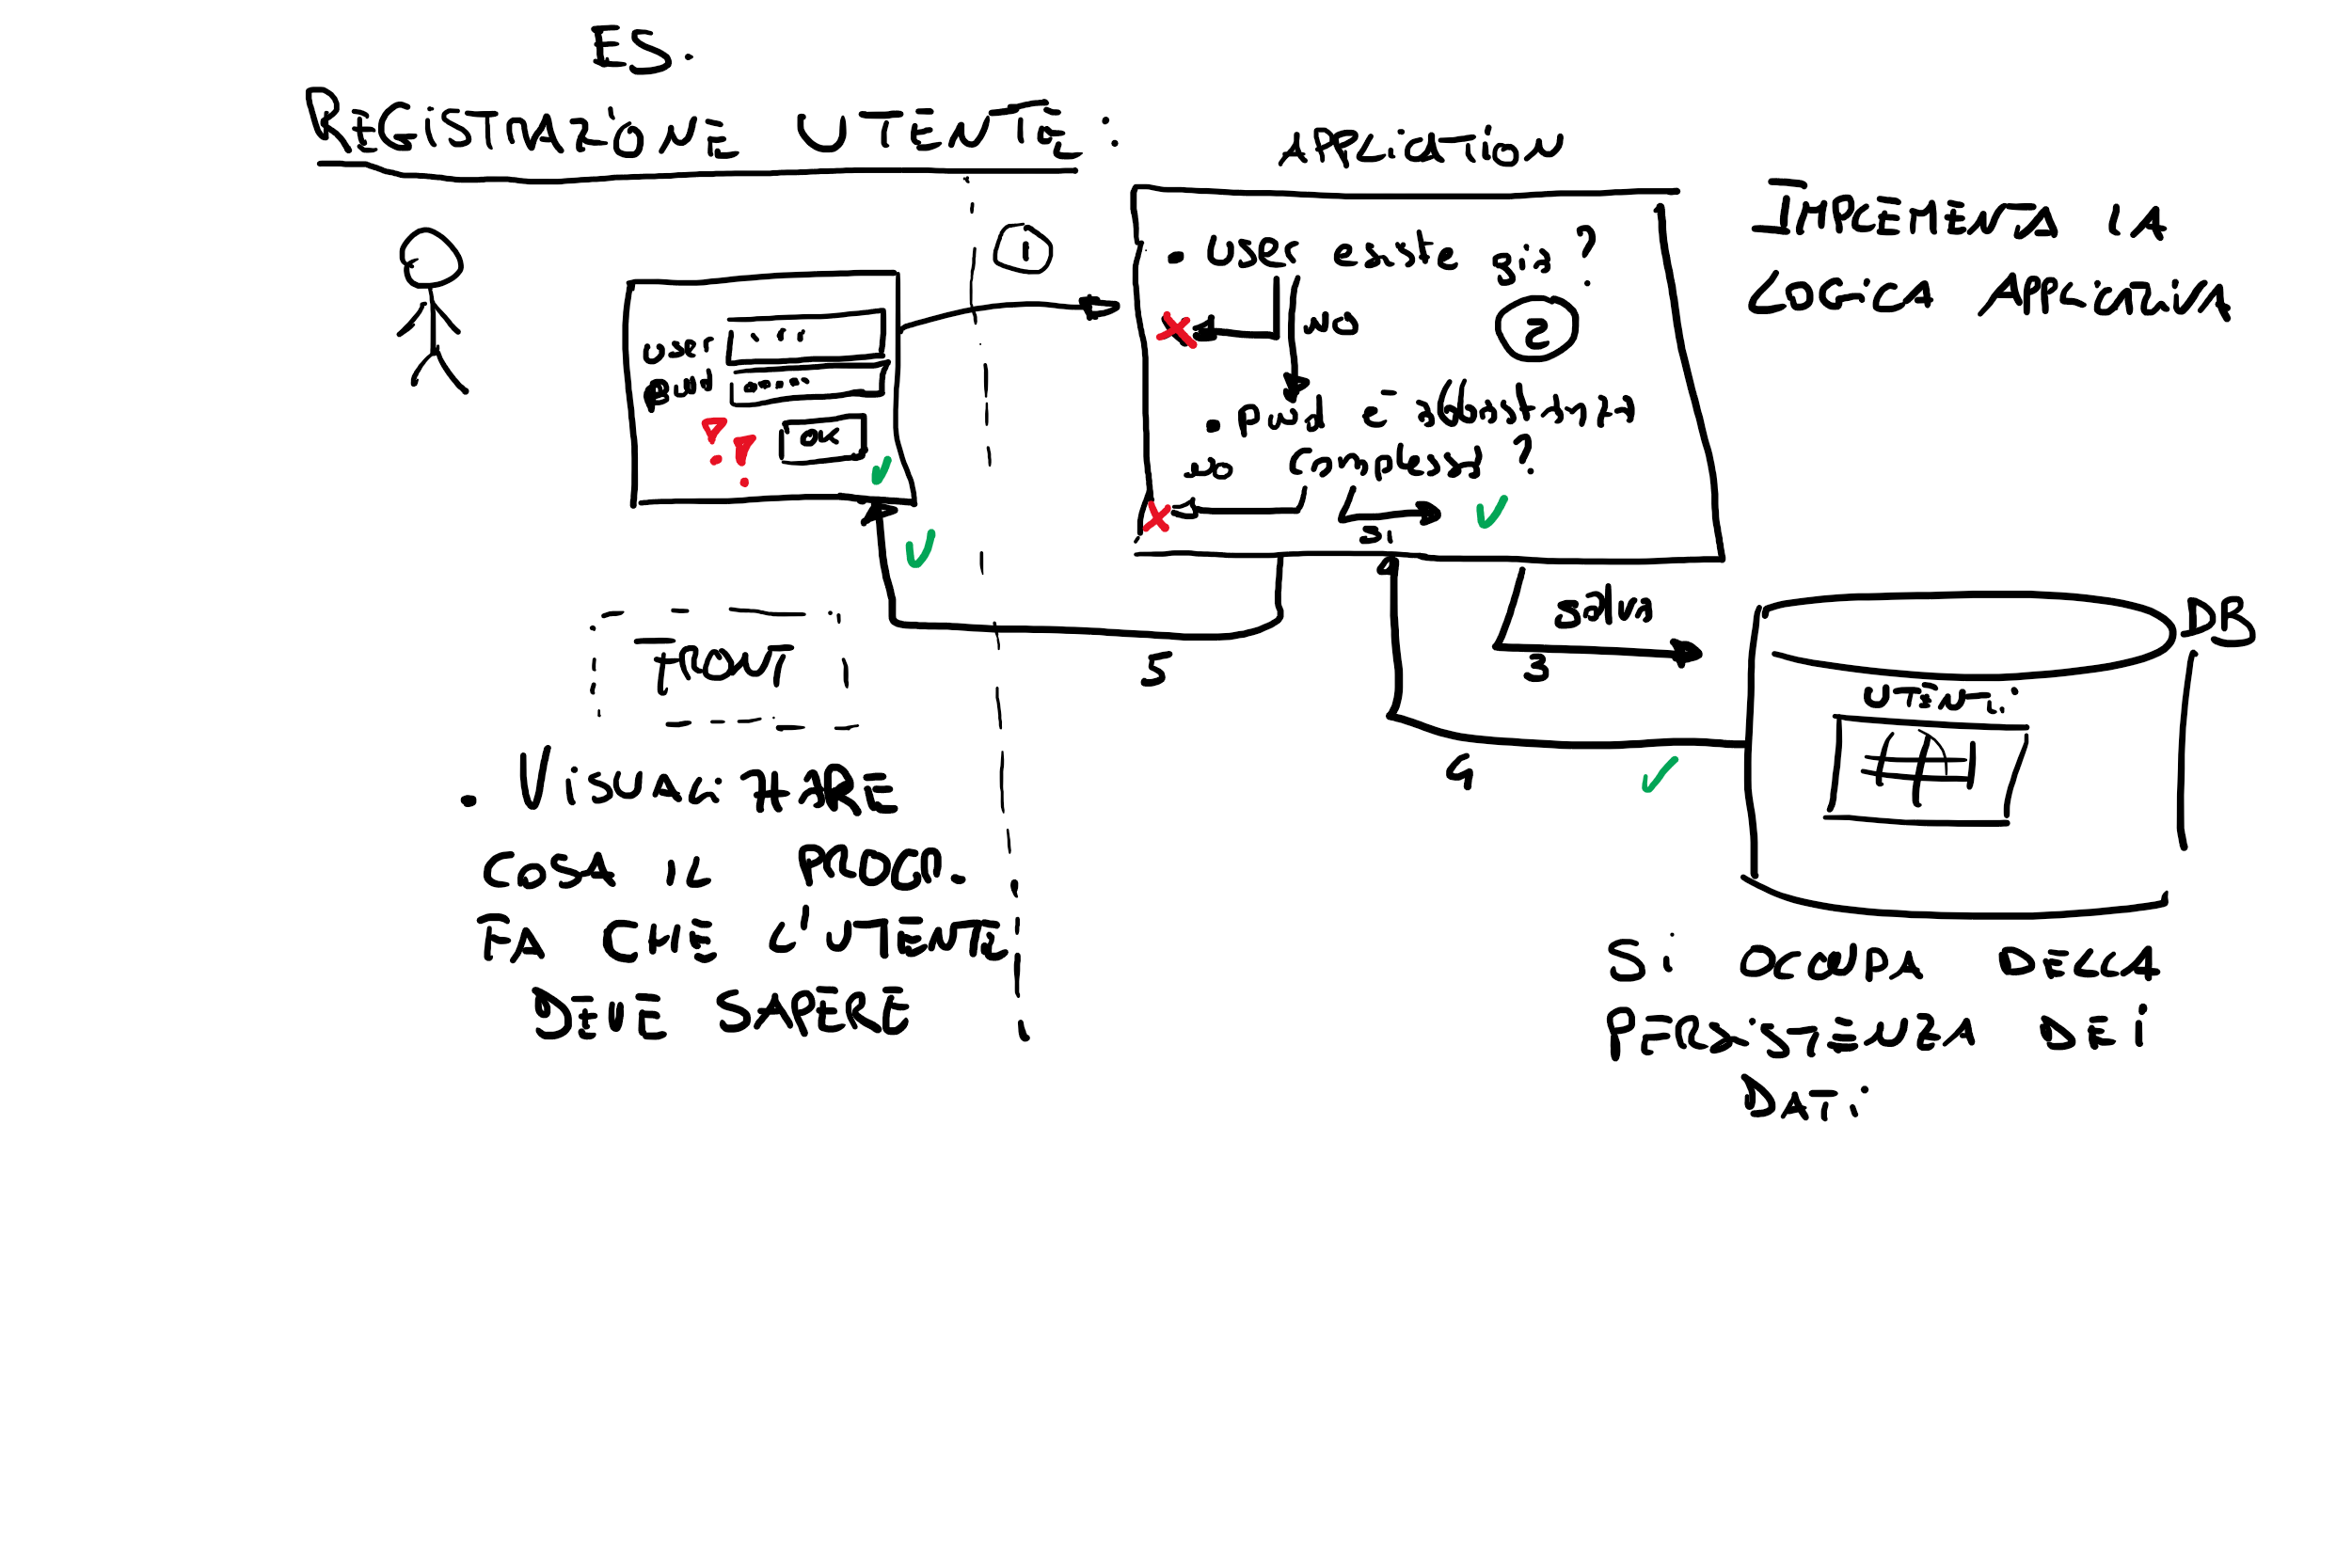 ES.
REGISTRAZIONE UTENTE:
APPLICATION
IMPLEMENTA LA
LOGICA APPLICATIVA
1
. user esiste già?
NO
2
user
pwd
OK
. pwd è abbastanza
complessa?
NO
si
salva
3
DB
5
4
UTENTI
FRONT
. VISUALIZZARE
COSA IL PROGR.
FA CHE L'UTENTE
DEVE SAPERE
SI OCCUPA DELLA
PERSISTENZA DEI
DATI